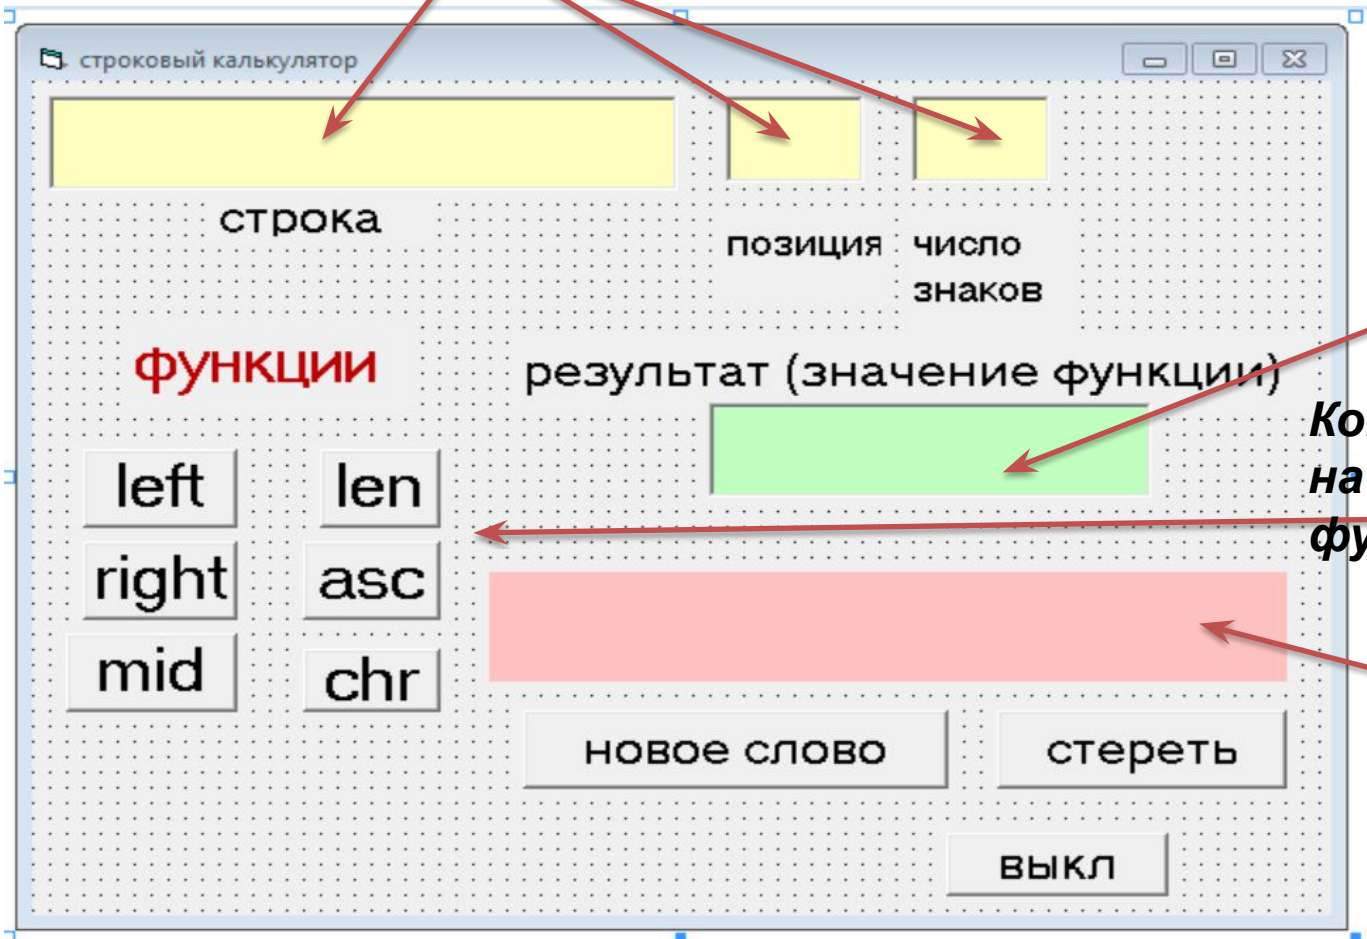 строковый калькулятор
строка
позиция
число
знаков
функции
результат (значение функции)
left
len
right
asc
mid
chr
новое слово
стереть
выкл
на